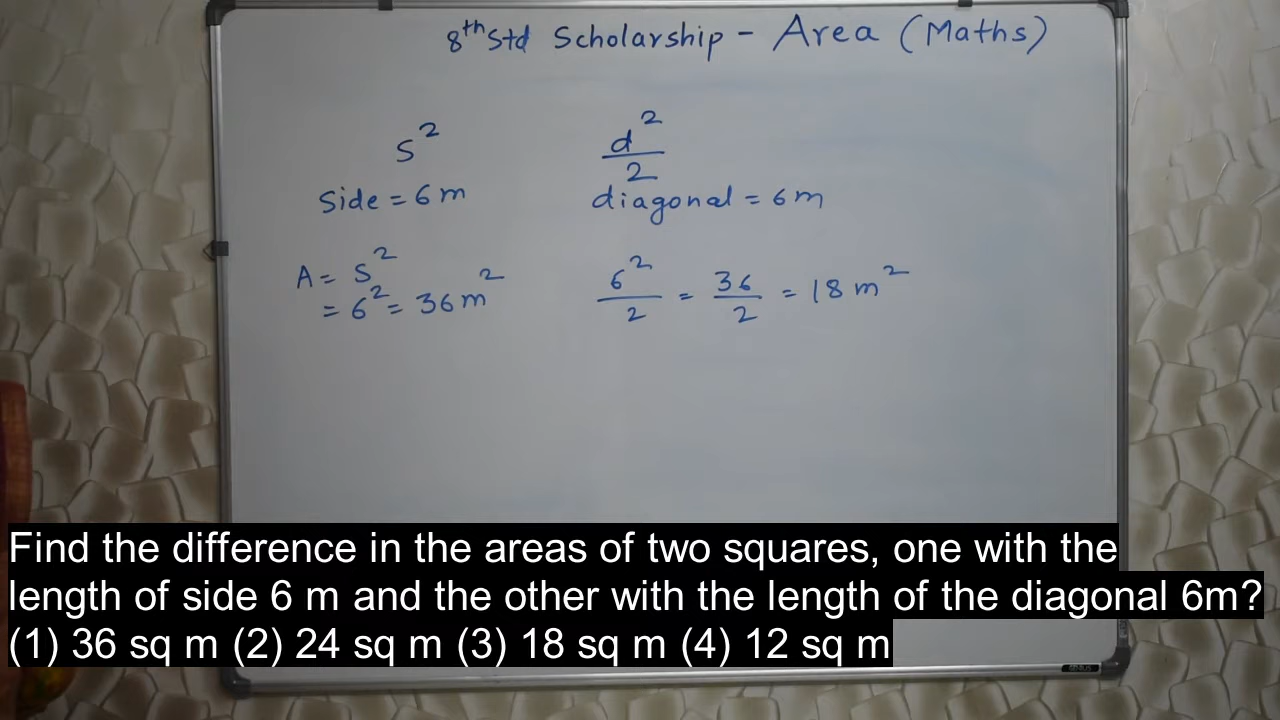 8th Std Scholarship - Area (Maths)
s²
d²/2
Side = 6 m
diagonal = 6 m
A = s²
= 6² = 36 m²
6²/2 = 36/2 = 18 m²
Find the difference in the areas of two squares, one with the
length of side 6 m and the other with the length of the diagonal 6m?
(1) 36 sq m (2) 24 sq m (3) 18 sq m (4) 12 sq m